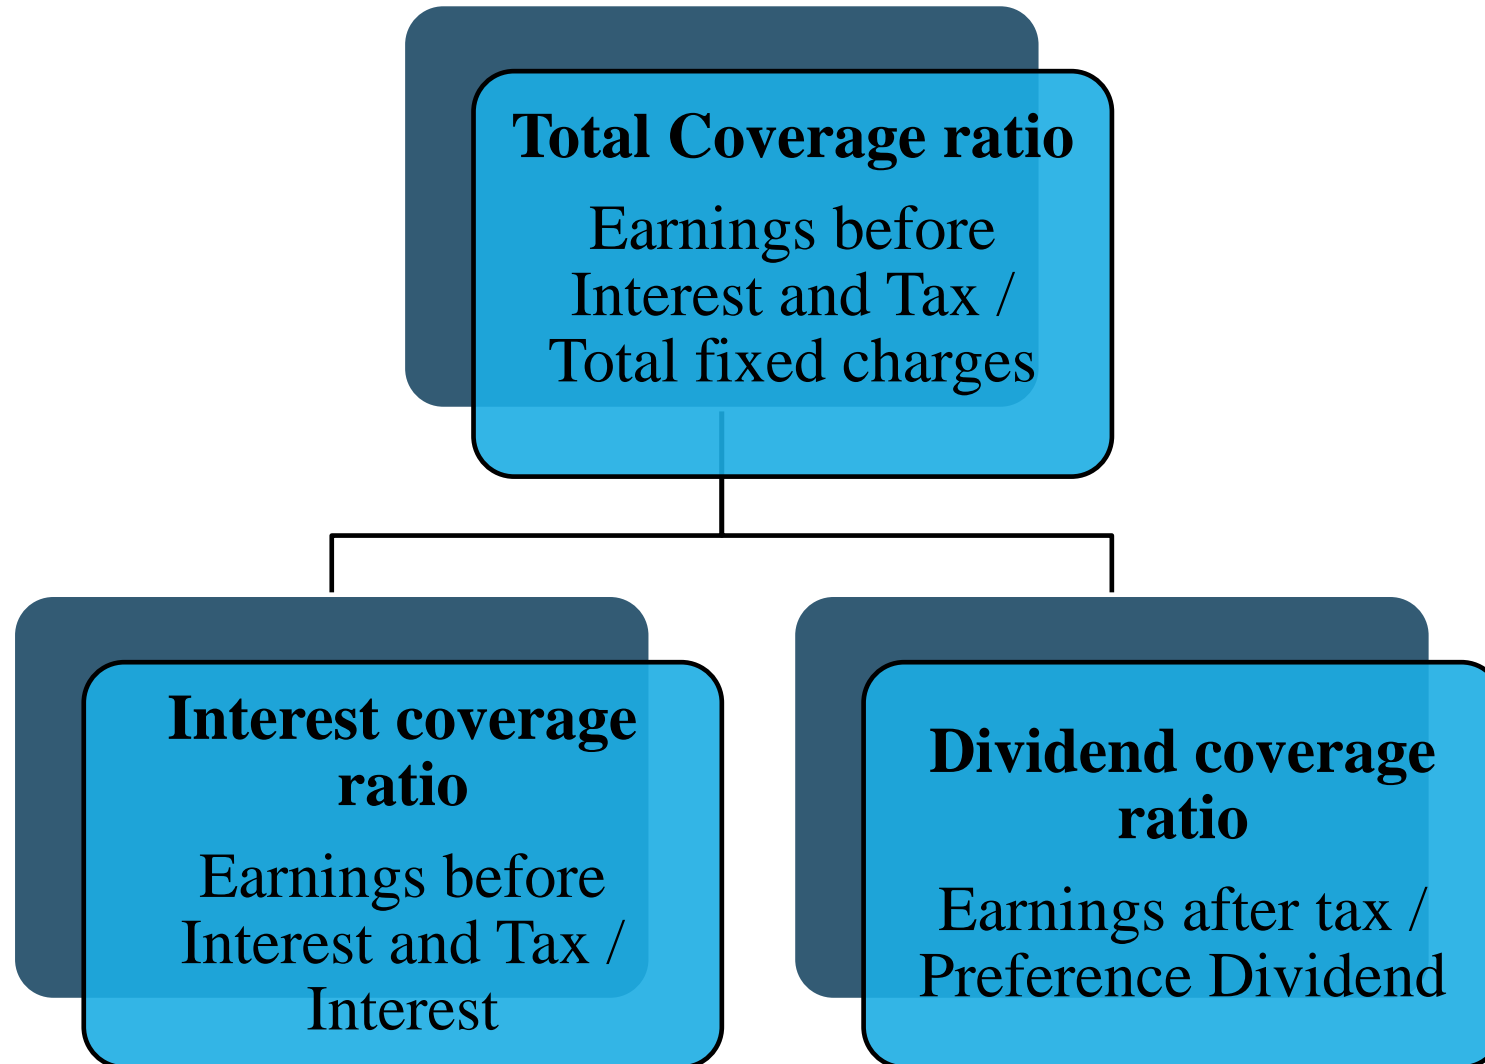 Total Coverage ratio
Earnings before
Interest and Tax /
Total fixed charges
Interest coverage
ratio
Earnings before
Interest and Tax /
Interest
Dividend coverage
ratio
Earnings after tax /
Preference Dividend